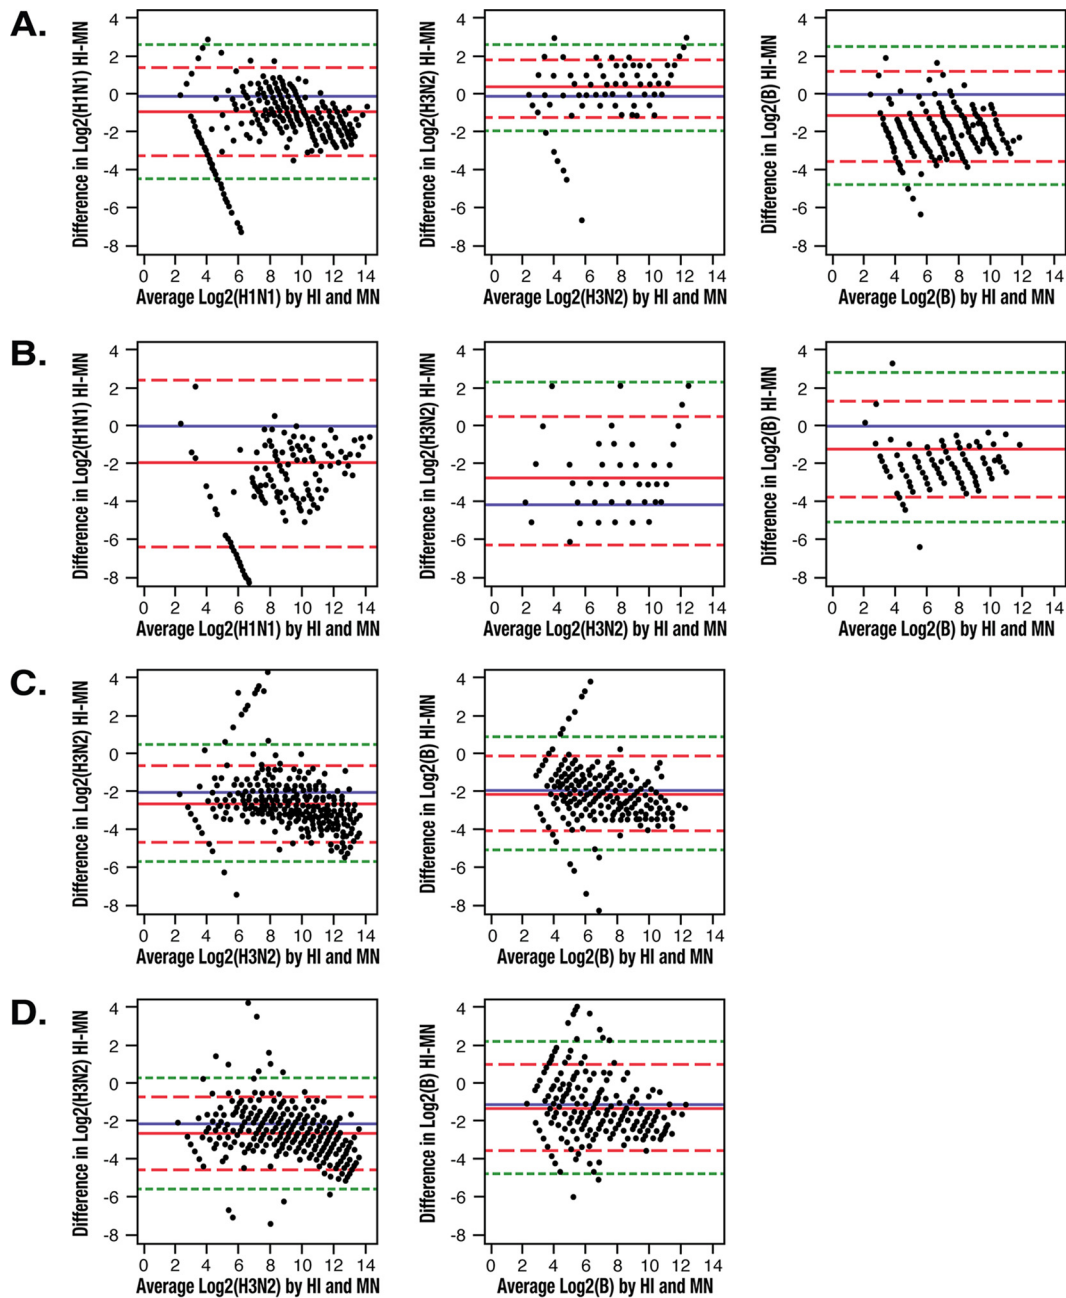 A.
Difference in Log2(H1N1) HI-MN
4
2
0
-2
-4
-6
-8
0 2 4 6 8 10 12 14
Average Log2(H1N1) by HI and MN
Difference in Log2(H3N2) HI-MN
4
2
0
-2
-4
-6
-8
0 2 4 6 8 10 12 14
Average Log2(H3N2) by HI and MN
Difference in Log2(B) HI-MN
4
2
0
-2
-4
-6
-8
0 2 4 6 8 10 12 14
Average Log2(B) by HI and MN
B.
Difference in Log2(H1N1) HI-MN
4
2
0
-2
-4
-6
-8
0 2 4 6 8 10 12 14
Average Log2(H1N1) by HI and MN
Difference in Log2(H3N2) HI-MN
4
2
0
-2
-4
-6
-8
0 2 4 6 8 10 12 14
Average Log2(H3N2) by HI and MN
Difference in Log2(B) HI-MN
4
2
0
-2
-4
-6
-8
0 2 4 6 8 10 12 14
Average Log2(B) by HI and MN
C.
Difference in Log2(H3N2) HI-MN
4
2
0
-2
-4
-6
-8
0 2 4 6 8 10 12 14
Average Log2(H3N2) by HI and MN
Difference in Log2(B) HI-MN
4
2
0
-2
-4
-6
-8
0 2 4 6 8 10 12 14
Average Log2(B) by HI and MN
D.
Difference in Log2(H3N2) HI-MN
4
2
0
-2
-4
-6
-8
0 2 4 6 8 10 12 14
Average Log2(H3N2) by HI and MN
Difference in Log2(B) HI-MN
4
2
0
-2
-4
-6
-8
0 2 4 6 8 10 12 14
Average Log2(B) by HI and MN